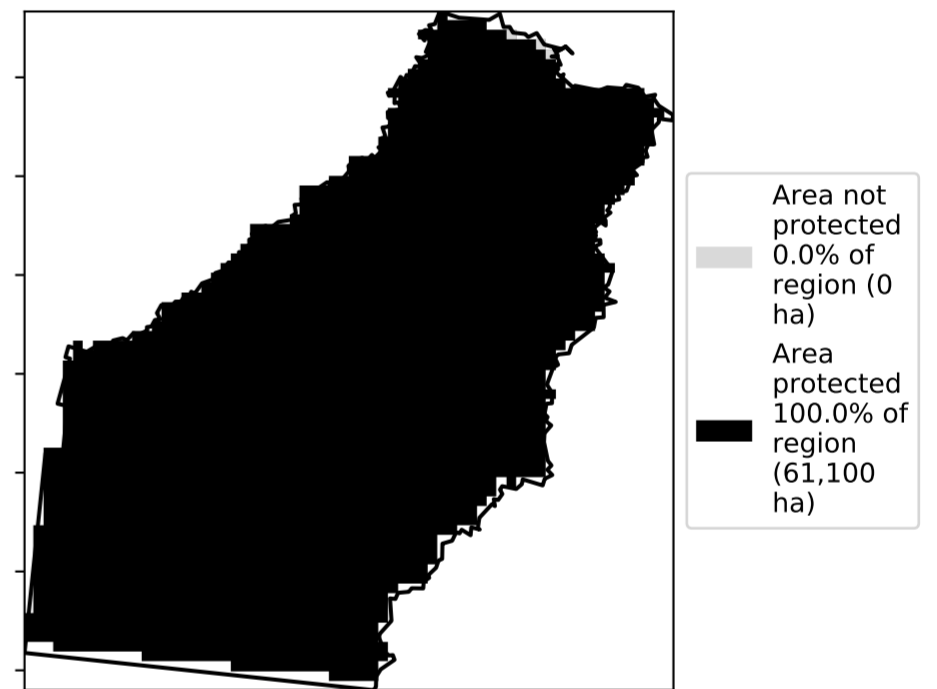 Area not
protected
0.0% of
region (0
ha)
Area
protected
100.0% of
region
(61,100
ha)